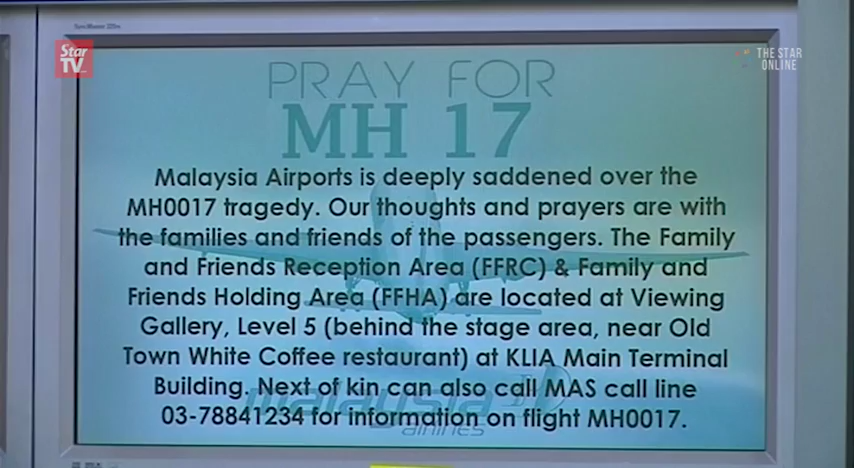 Star
TV
THE STAR
ONLINE
PRAY FOR
MH 17
Malaysia Airports is deeply saddened over the
MH0017 tragedy. Our thoughts and prayers are with
the families and friends of the passengers. The Family
and Friends Reception Area (FFRC) & Family and
Friends Holding Area (FFHA) are located at Viewing
Gallery, Level 5 (behind the stage area, near Old
Town White Coffee restaurant) at KLIA Main Terminal
Building. Next of kin can also call MAS call line
03-78841234 for information on flight MH0017.
malaysia
airlines